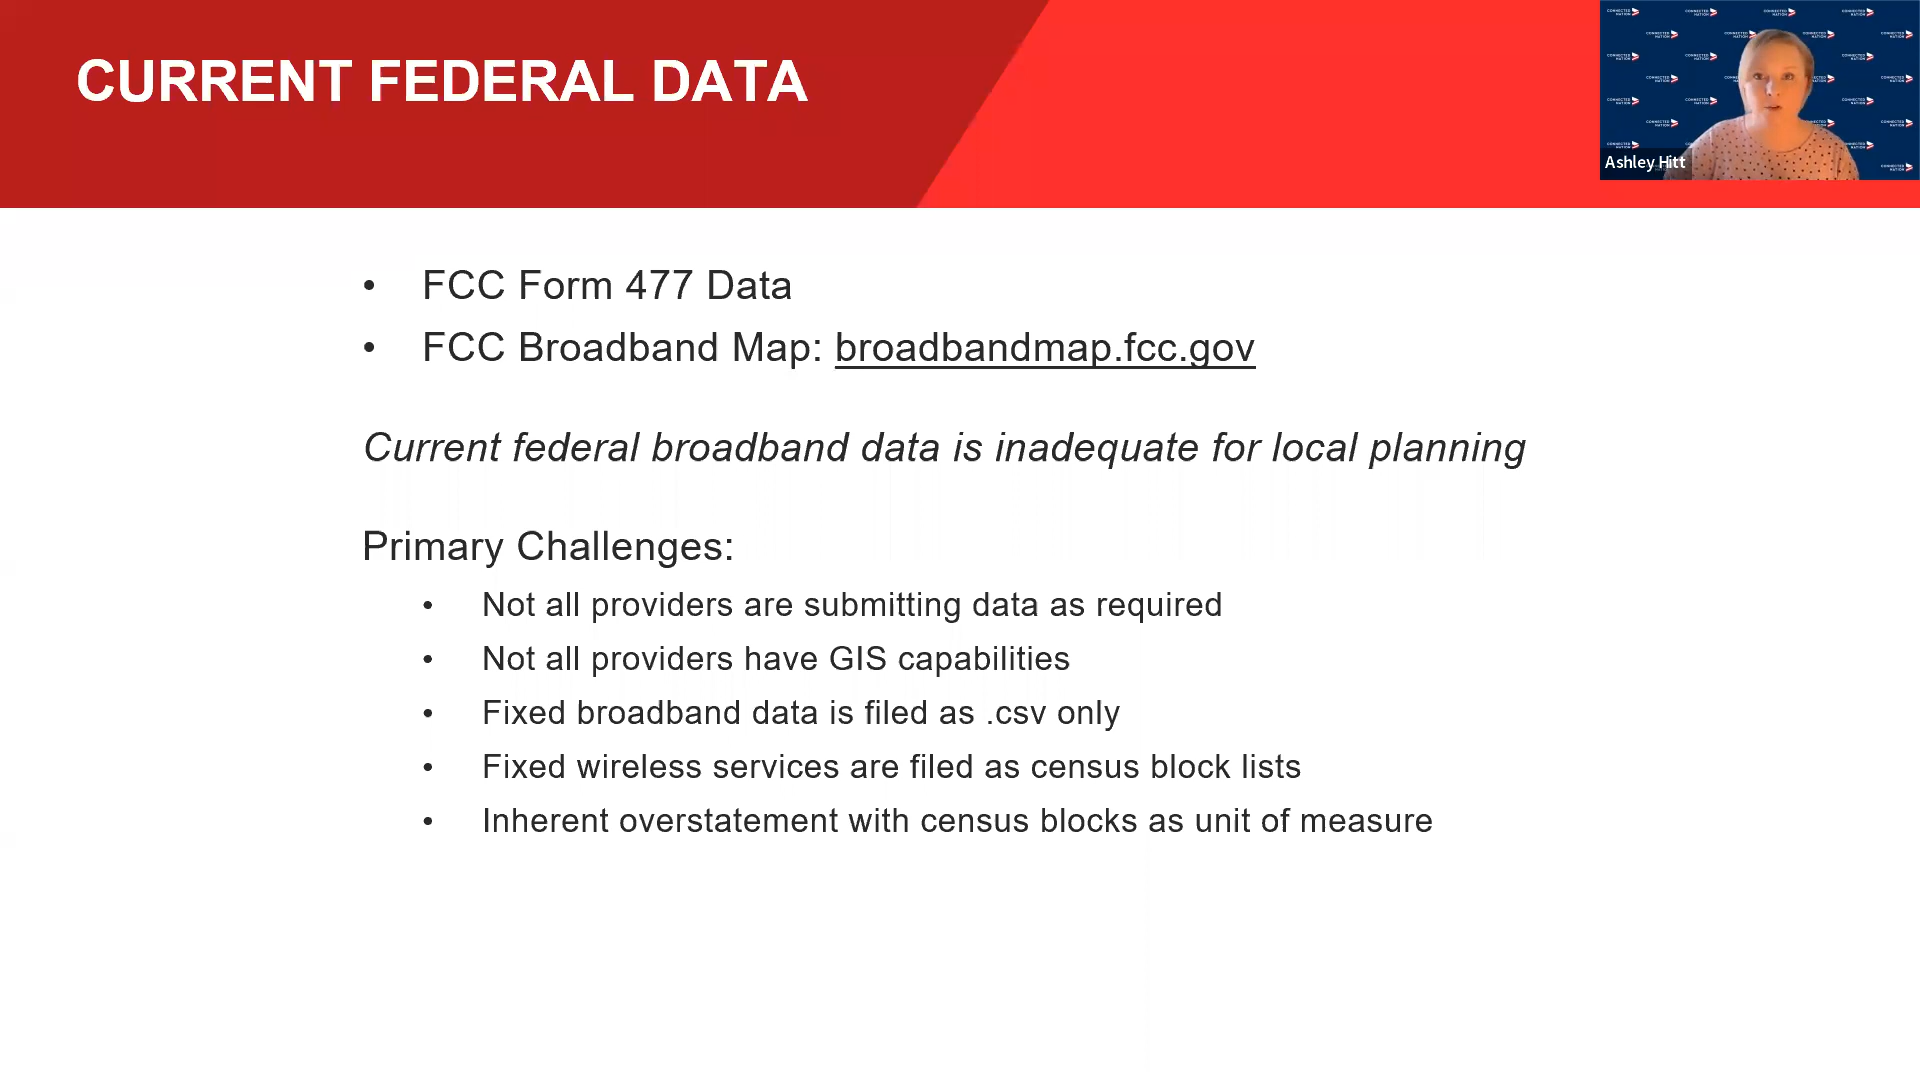 CURRENT FEDERAL DATA
CONNECTED NATION
Ashley Hitt
• FCC Form 477 Data
• FCC Broadband Map: broadbandmap.fcc.gov
Current federal broadband data is inadequate for local planning
Primary Challenges:
• Not all providers are submitting data as required
• Not all providers have GIS capabilities
• Fixed broadband data is filed as .csv only
• Fixed wireless services are filed as census block lists
• Inherent overstatement with census blocks as unit of measure